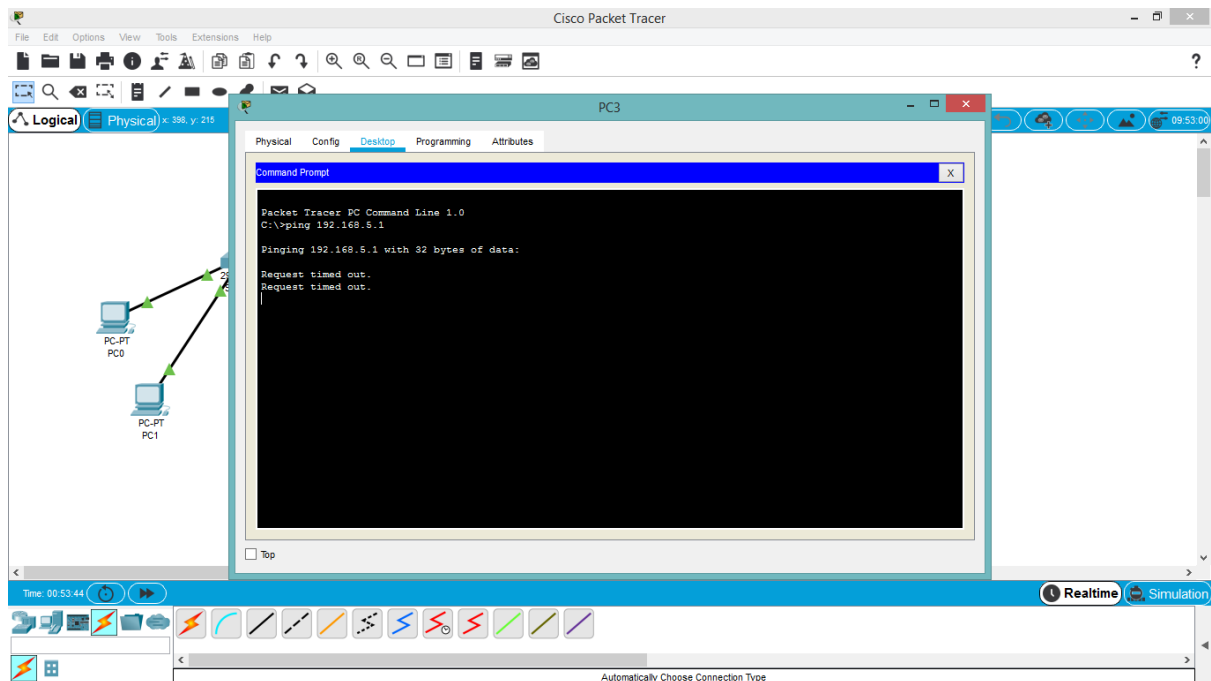 Cisco Packet Tracer
File Edit Options View Tools Extensions Help
?
Logical Physical x: 398, y: 215
09:53:00
PC3
Physical Config Desktop Programming Attributes
Command Prompt
X
Packet Tracer PC Command Line 1.0
C:\>ping 192.168.5.1
Pinging 192.168.5.1 with 32 bytes of data:
Request timed out.
Request timed out.
PC-PT
PC0
PC-PT
PC1
Top
Time: 00:53:44
Realtime Simulation
Automatically Choose Connection Type